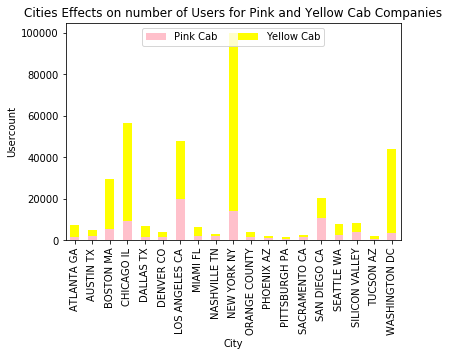 Cities Effects on number of Users for Pink and Yellow Cab Companies
Pink Cab
Yellow Cab
100000
80000
60000
40000
20000
0
Usercount
ATLANTA GA
AUSTIN TX
BOSTON MA
CHICAGO IL
DALLAS TX
DENVER CO
LOS ANGELES CA
MIAMI FL
NASHVILLE TN
NEW YORK NY
ORANGE COUNTY
PHOENIX AZ
PITTSBURGH PA
SACRAMENTO CA
SAN DIEGO CA
SEATTLE WA
SILICON VALLEY
TUCSON AZ
WASHINGTON DC
City